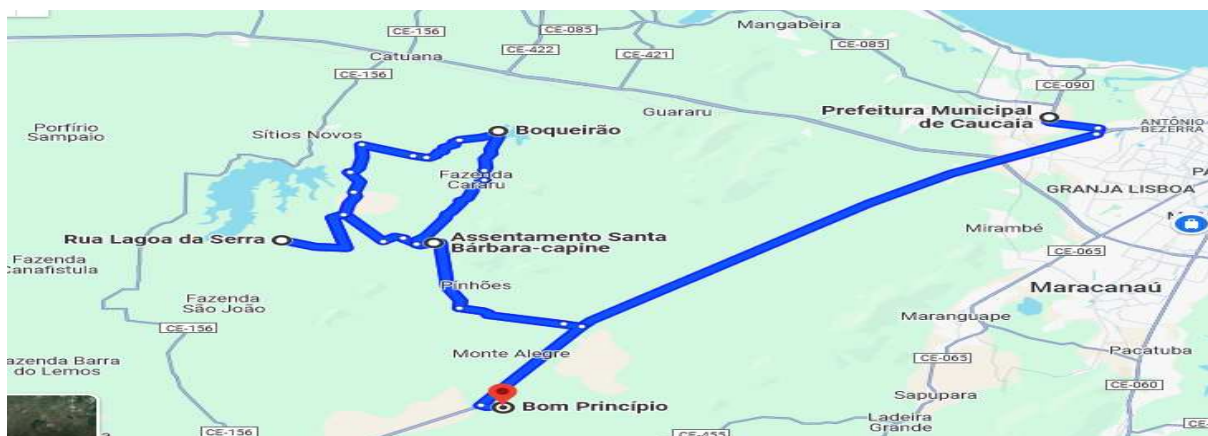 CE-156
CE-085
Mangabeira
CE-422
CE-421
CE-085
Catuana
CE-156
CE-090
Guararu
Prefeitura Municipal
de Caucaia
Porfírio
Sampaio
Sítios Novos
Boqueirão
ANTÔNIO
BEZERRA
Fazenda
Cararu
GRANJA LISBOA
Rua Lagoa da Serra
Assentamento Santa
Bárbara-capine
Mirambé
CE-065
Fazenda
Canafistula
Pinhões
Maracanaú
Fazenda
São João
CE-156
Maranguape
Monte Alegre
Pacatuba
CE-065
CE-060
azenda Barra
do Lemos
Sapupara
Bom Princípio
Ladeira
Grande
CE-156
CE-455